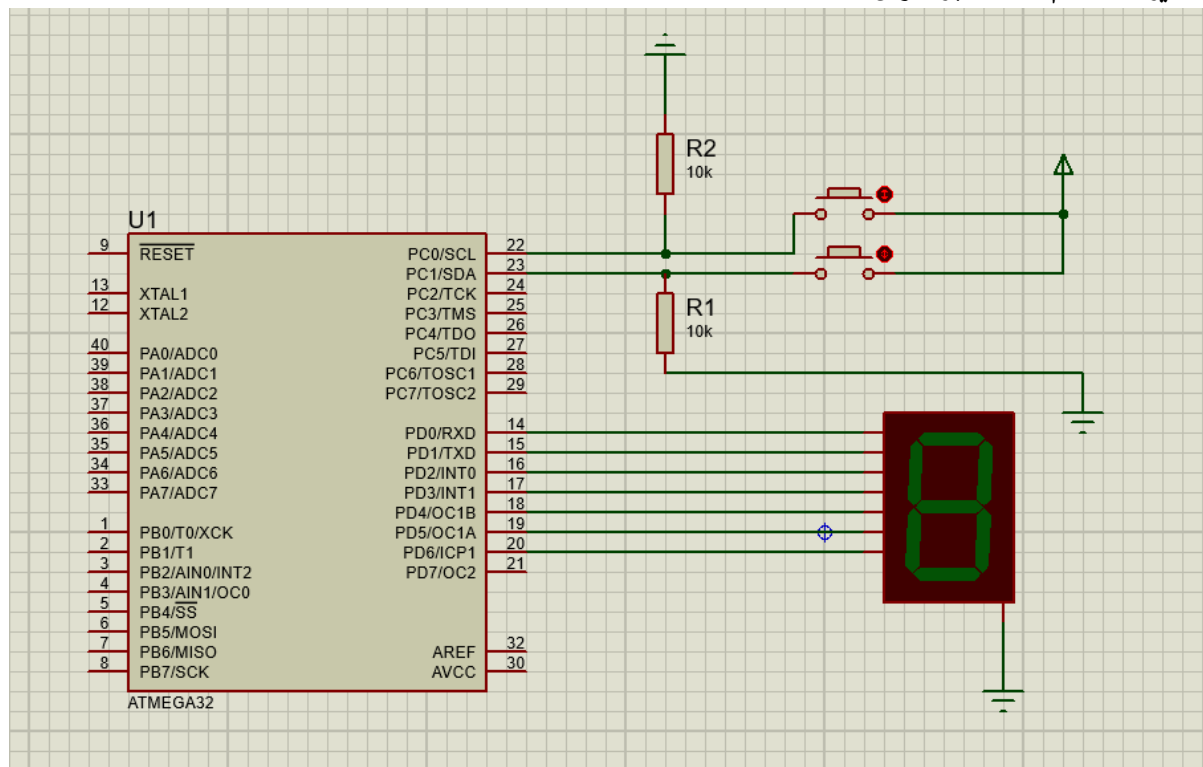 R2
10k
U1
9 RESET
13 XTAL1
12 XTAL2
40 PA0/ADC0
39 PA1/ADC1
38 PA2/ADC2
37 PA3/ADC3
36 PA4/ADC4
35 PA5/ADC5
34 PA6/ADC6
33 PA7/ADC7
1 PB0/T0/XCK
2 PB1/T1
3 PB2/AIN0/INT2
4 PB3/AIN1/OC0
5 PB4/SS
6 PB5/MOSI
7 PB6/MISO
8 PB7/SCK
PC0/SCL 22
PC1/SDA 23
PC2/TCK 24
PC3/TMS 25
PC4/TDO 26
PC5/TDI 27
PC6/TOSC1 28
PC7/TOSC2 29
PD0/RXD 14
PD1/TXD 15
PD2/INT0 16
PD3/INT1 17
PD4/OC1B 18
PD5/OC1A 19
PD6/ICP1 20
PD7/OC2 21
AREF 32
AVCC 30
ATMEGA32
R1
10k